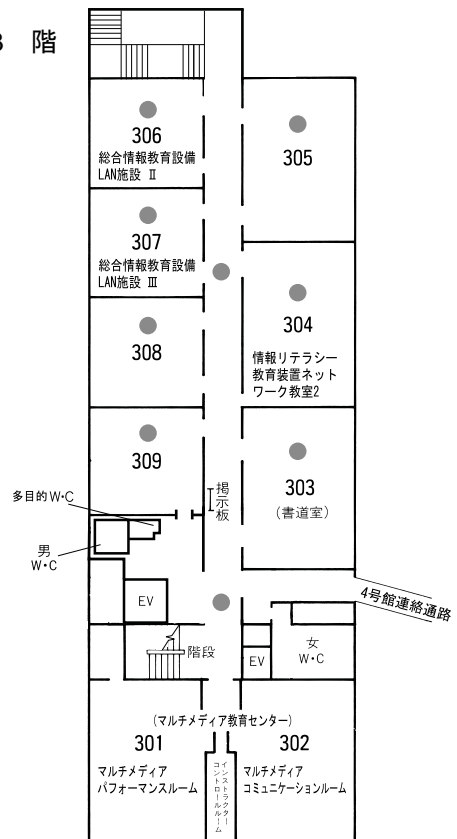 3 階
306
総合情報教育設備
LAN施設 Ⅱ
305
307
総合情報教育設備
LAN施設 Ⅲ
304
情報リテラシー
教育装置ネット
ワーク教室2
308
309
303
(書道室)
掲示板
多目的W・C
男
W・C
EV
4号館連絡通路
階段
女
W・C
EV
(マルチメディア教育センター)
301
マルチメディア
パフォーマンスルーム
302
マルチメディア
コミュニケーションルーム
インストラクター
コントロールルーム